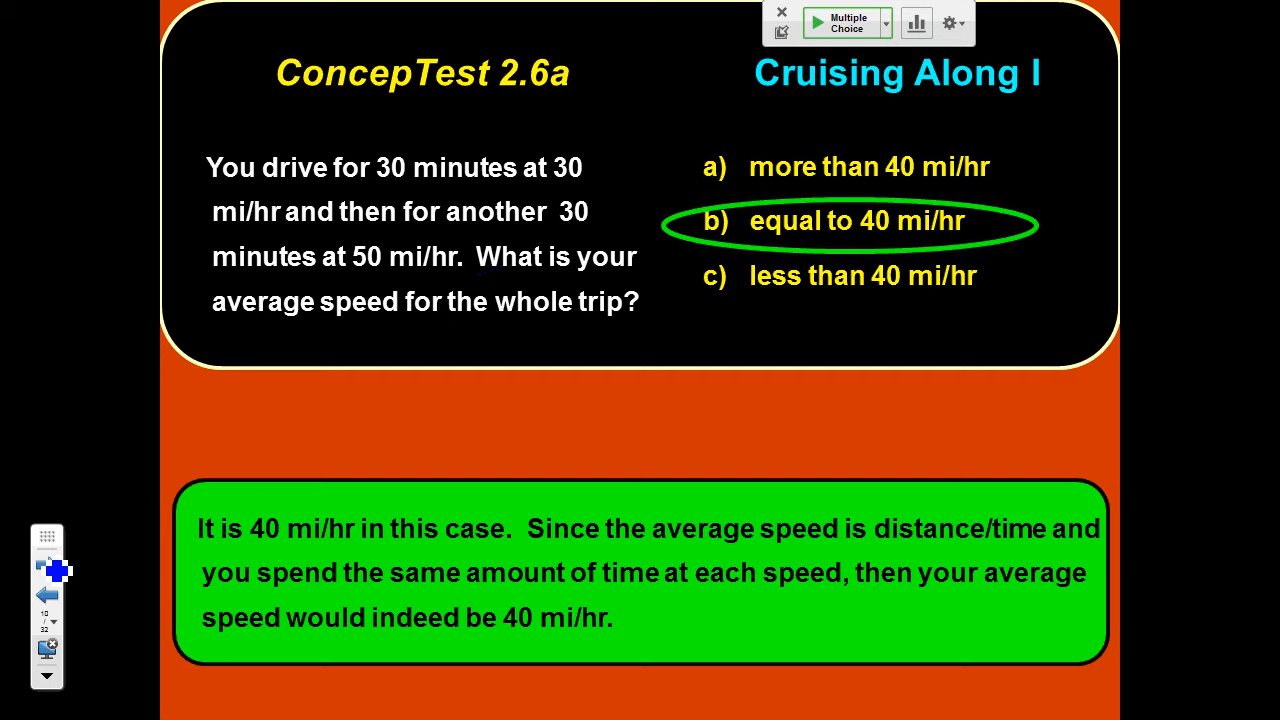 Multiple
Choice
ConcepTest 2.6a
Cruising Along I
You drive for 30 minutes at 30
mi/hr and then for another 30
minutes at 50 mi/hr. What is your
average speed for the whole trip?
a) more than 40 mi/hr
b) equal to 40 mi/hr
c) less than 40 mi/hr
It is 40 mi/hr in this case. Since the average speed is distance/time and
you spend the same amount of time at each speed, then your average
speed would indeed be 40 mi/hr.
10
/
32